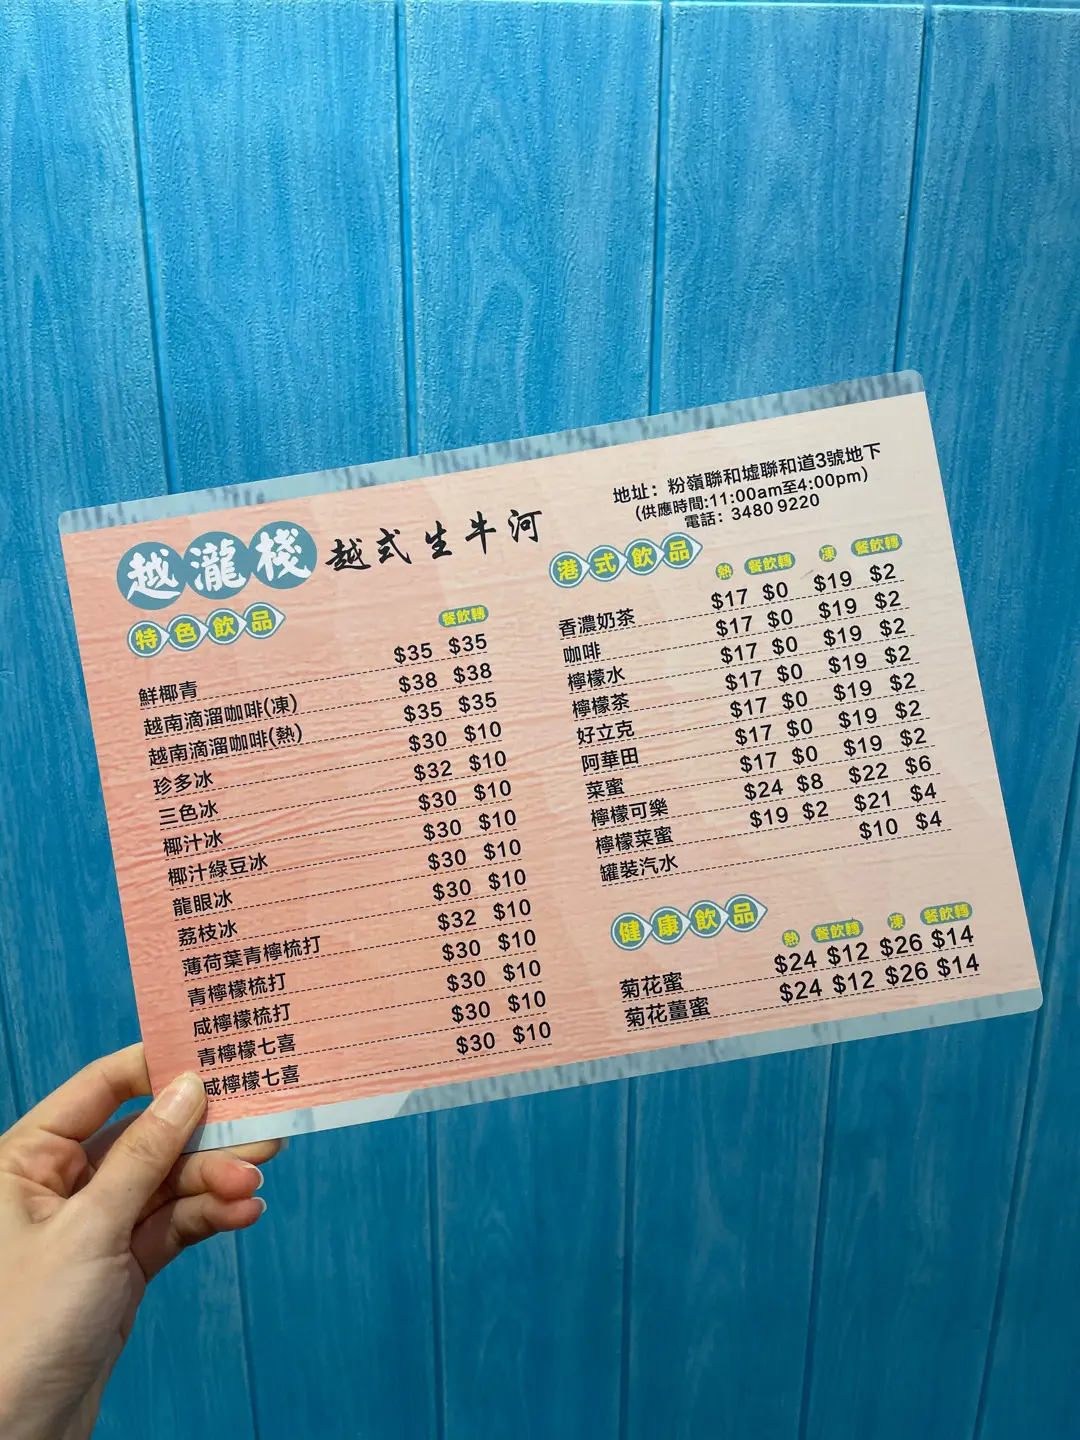 越瀧棧 越式生牛河
地址：粉嶺聯和墟聯和道3號地下
(供應時間:11:00am至4:00pm)
電話：3480 9220
特色飲品
餐飲轉
鮮椰青 $35 $35
越南滴溜咖啡(凍) $38 $38
越南滴溜咖啡(熱) $35 $35
珍多冰 $30 $10
三色冰 $32 $10
椰汁冰 $30 $10
椰汁綠豆冰 $30 $10
龍眼冰 $30 $10
荔枝冰 $30 $10
薄荷葉青檸梳打 $32 $10
青檸檬梳打 $30 $10
咸檸檬梳打 $30 $10
青檸檬七喜 $30 $10
咸檸檬七喜 $30 $10
港式飲品
熱 餐飲轉 凍 餐飲轉
香濃奶茶 $17 $0 $19 $2
咖啡 $17 $0 $19 $2
檸檬水 $17 $0 $19 $2
檸檬茶 $17 $0 $19 $2
好立克 $17 $0 $19 $2
阿華田 $17 $0 $19 $2
菜蜜 $17 $0 $19 $2
檸檬可樂 $24 $8 $22 $6
檸檬菜蜜 $19 $2 $21 $4
罐裝汽水 $10 $4
健康飲品
熱 餐飲轉 凍 餐飲轉
菊花蜜 $24 $12 $26 $14
菊花薑蜜 $24 $12 $26 $14